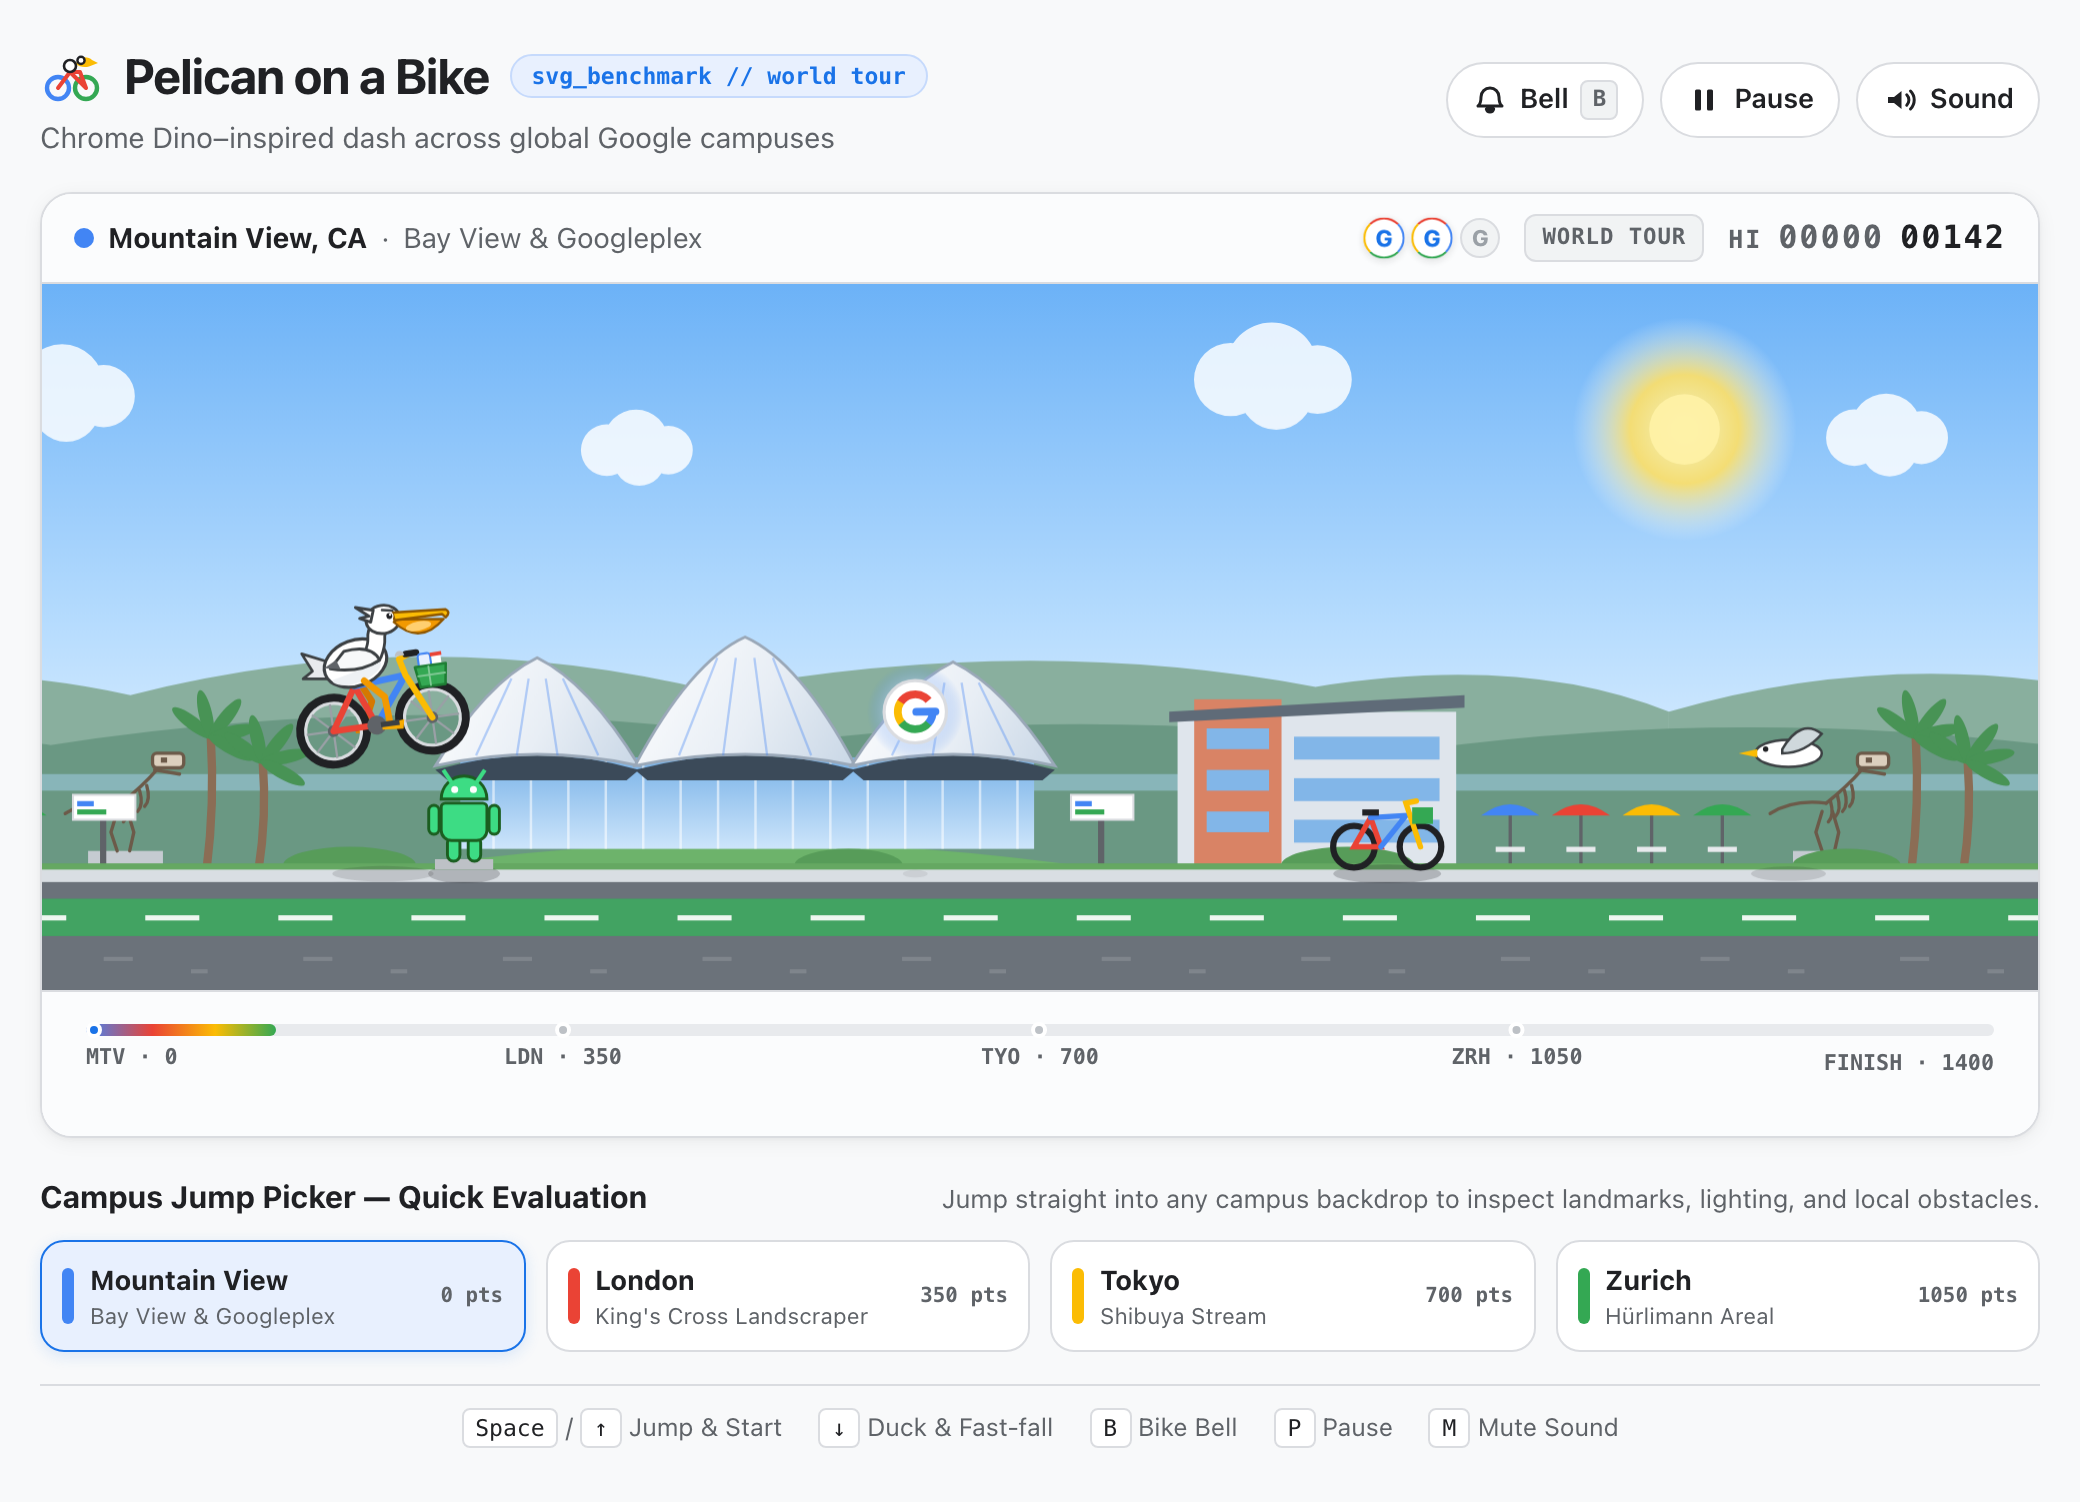 Pelican on a Bike
svg_benchmark // world tour
Chrome Dino–inspired dash across global Google campuses
Bell B
Pause
Sound
Mountain View, CA · Bay View & Googleplex
G G G
WORLD TOUR
HI 00000 00142
G
MTV · 0
LDN · 350
TYO · 700
ZRH · 1050
FINISH · 1400
Campus Jump Picker — Quick Evaluation
Jump straight into any campus backdrop to inspect landmarks, lighting, and local obstacles.
Mountain View
Bay View & Googleplex
0 pts
London
King's Cross Landscraper
350 pts
Tokyo
Shibuya Stream
700 pts
Zurich
Hürlimann Areal
1050 pts
Space / ↑ Jump & Start
↓ Duck & Fast-fall
B Bike Bell
P Pause
M Mute Sound